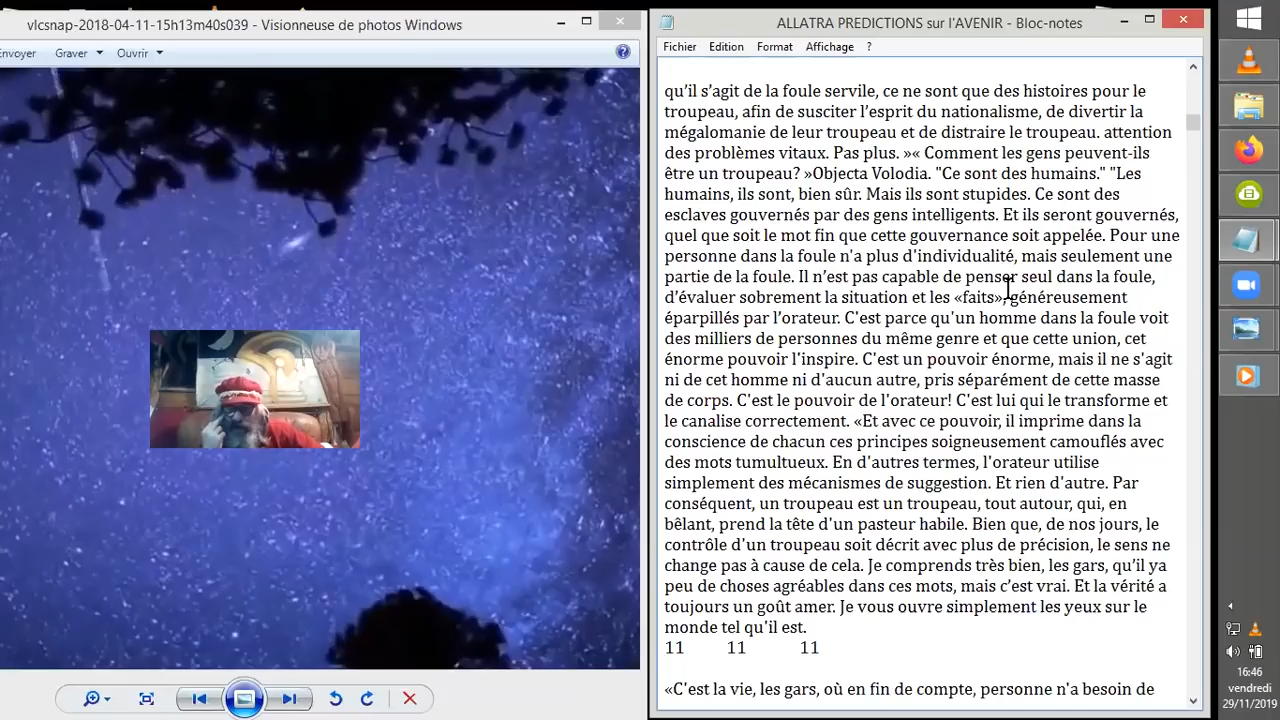 vlcsnap-2018-04-11-15h13m40s039 - Visionneuse de photos Windows
Envoyer Graver Ouvrir
ALLATRA PREDICTIONS sur l'AVENIR - Bloc-notes
Fichier Edition Format Affichage ?
qu’il s’agit de la foule servile, ce ne sont que des histoires pour le
troupeau, afin de susciter l’esprit du nationalisme, de divertir la
mégalomanie de leur troupeau et de distraire le troupeau. attention
des problèmes vitaux. Pas plus. »« Comment les gens peuvent-ils
être un troupeau? »Objecta Volodia. "Ce sont des humains." "Les
humains, ils sont, bien sûr. Mais ils sont stupides. Ce sont des
esclaves gouvernés par des gens intelligents. Et ils seront gouvernés,
quel que soit le mot fin que cette gouvernance soit appelée. Pour une
personne dans la foule n'a plus d'individualité, mais seulement une
partie de la foule. Il n’est pas capable de penser seul dans la foule,
d’évaluer sobrement la situation et les «faits», généreusement
éparpillés par l’orateur. C'est parce qu'un homme dans la foule voit
des milliers de personnes du même genre et que cette union, cet
énorme pouvoir l'inspire. C'est un pouvoir énorme, mais il ne s'agit
ni de cet homme ni d'aucun autre, pris séparément de cette masse
de corps. C'est le pouvoir de l'orateur! C'est lui qui le transforme et
le canalise correctement. «Et avec ce pouvoir, il imprime dans la
conscience de chacun ces principes soigneusement camouflés avec
des mots tumultueux. En d'autres termes, l'orateur utilise
simplement des mécanismes de suggestion. Et rien d'autre. Par
conséquent, un troupeau est un troupeau, tout autour, qui, en
bêlant, prend la tête d'un pasteur habile. Bien que, de nos jours, le
contrôle d’un troupeau soit décrit avec plus de précision, le sens ne
change pas à cause de cela. Je comprends très bien, les gars, qu’il ya
peu de choses agréables dans ces mots, mais c’est vrai. Et la vérité a
toujours un goût amer. Je vous ouvre simplement les yeux sur le
monde tel qu'il est.
11 11 11
«C'est la vie, les gars, où en fin de compte, personne n'a besoin de
16:46
vendredi
29/11/2019